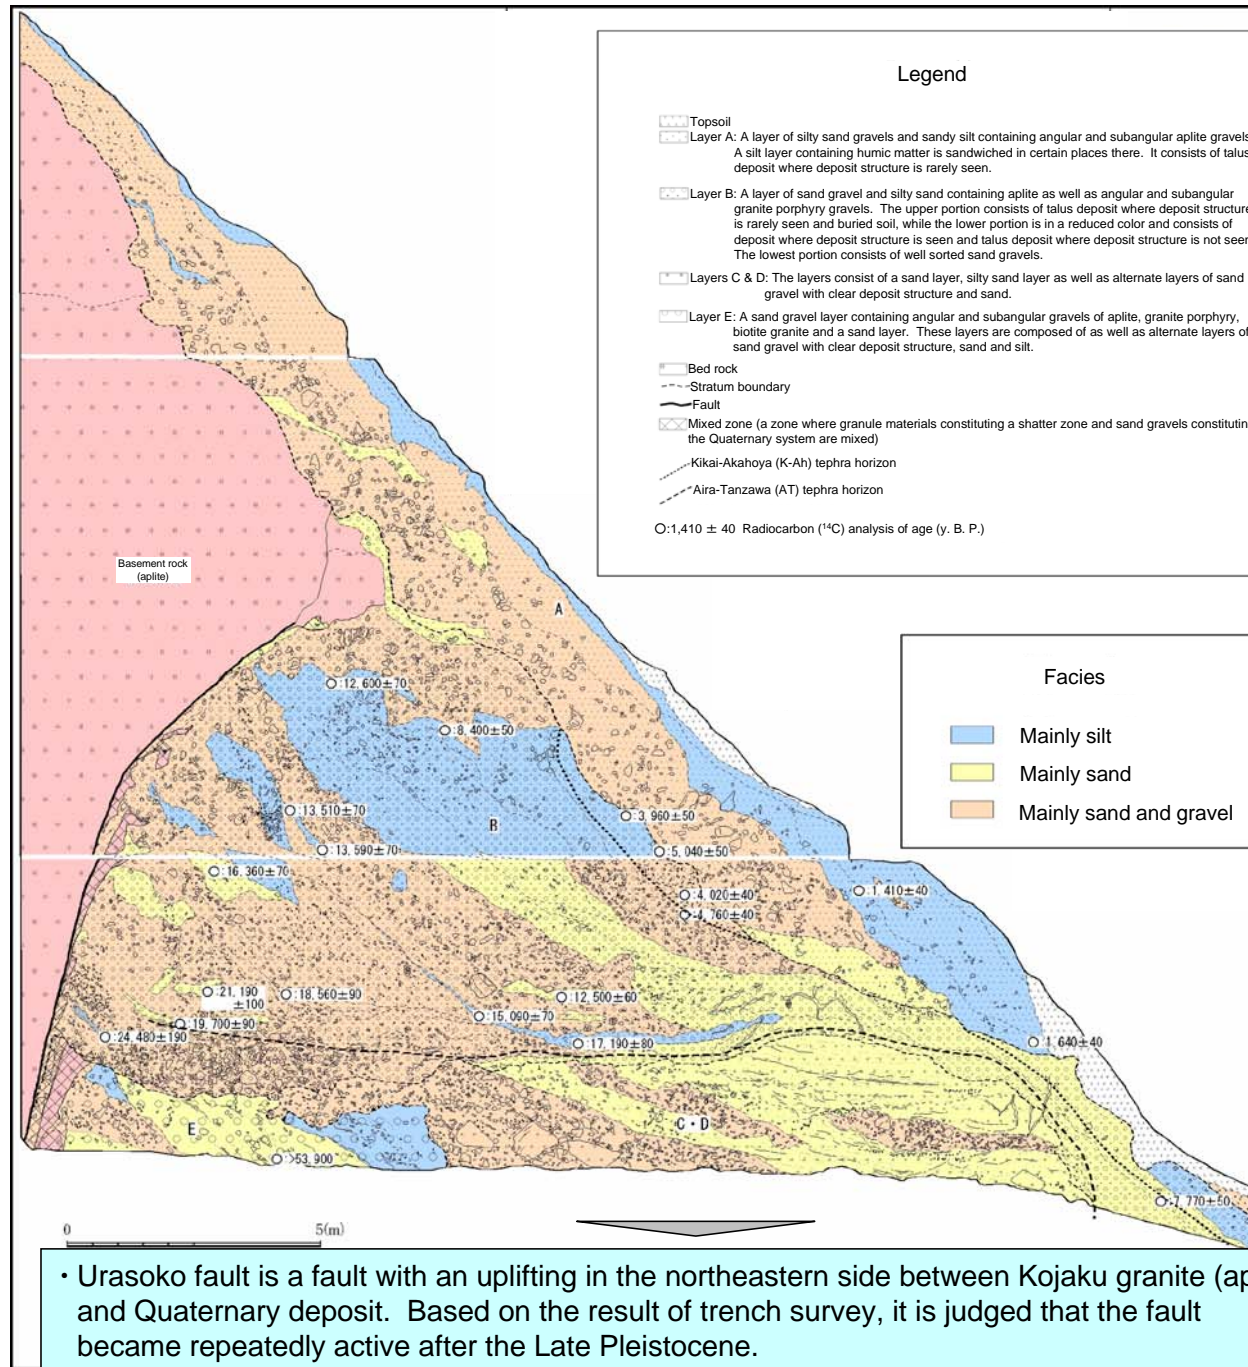 Legend
Topsoil
Layer A: A layer of silty sand gravels and sandy silt containing angular and subangular aplite gravels
A silt layer containing humic matter is sandwiched in certain places there. It consists of talus
deposit where deposit structure is rarely seen.
Layer B: A layer of sand gravel and silty sand containing aplite as well as angular and subangular
granite porphyry gravels. The upper portion consists of talus deposit where deposit structure
is rarely seen and buried soil, while the lower portion is in a reduced color and consists of
deposit where deposit structure is seen and talus deposit where deposit structure is not seen
The lowest portion consists of well sorted sand gravels.
Layers C & D: The layers consist of a sand layer, silty sand layer as well as alternate layers of sand
gravel with clear deposit structure and sand.
Layer E: A sand gravel layer containing angular and subangular gravels of aplite, granite porphyry,
biotite granite and a sand layer. These layers are composed of as well as alternate layers of
sand gravel with clear deposit structure, sand and silt.
Bed rock
Stratum boundary
Fault
Mixed zone (a zone where granule materials constituting a shatter zone and sand gravels constitutin
the Quaternary system are mixed)
Kikai-Akahoya (K-Ah) tephra horizon
Aira-Tanzawa (AT) tephra horizon
O:1,410 ± 40 Radiocarbon (¹⁴C) analysis of age (y. B. P.)
Basement rock
(aplite)
A
Facies
Mainly silt
Mainly sand
Mainly sand and gravel
O:12,600±70
O:8,400±50
O:13,510±70
O:3,960±50
B
O:13,590±70
O:5,040±50
O:16,360±70
O:4,020±40
O:1,410±40
O:4,760±40
O:21,190
±100
O:18,560±90
O:12,500±60
O:15,090±70
O:19,700±90
O:24,480±190
O:17,190±80
O:1,640±40
E
C・D
O:>53,900
O:7,770±50
0 5(m)
・Urasoko fault is a fault with an uplifting in the northeastern side between Kojaku granite (ap
and Quaternary deposit. Based on the result of trench survey, it is judged that the fault
became repeatedly active after the Late Pleistocene.